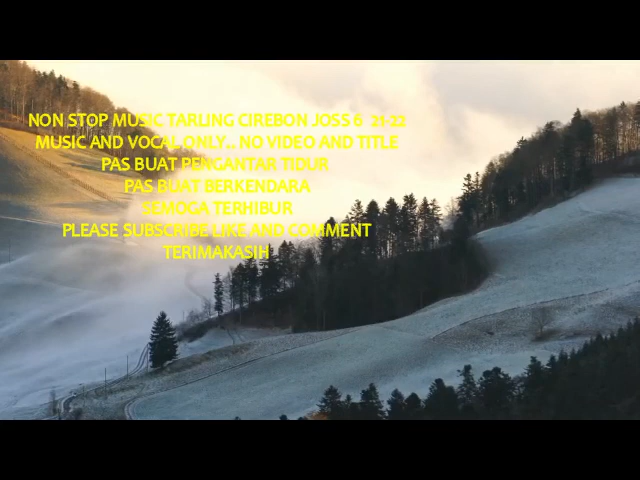 NON STOP MUSIC TARLING CIREBON JOSS 6 21-22
MUSIC AND VOCAL ONLY... NO VIDEO AND TITLE
PAS BUAT PENGANTAR TIDUR
PAS BUAT BERKENDARA
SEMOGA TERHIBUR
PLEASE SUBSCRIBE LIKE AND COMMENT
TERIMAKASIH